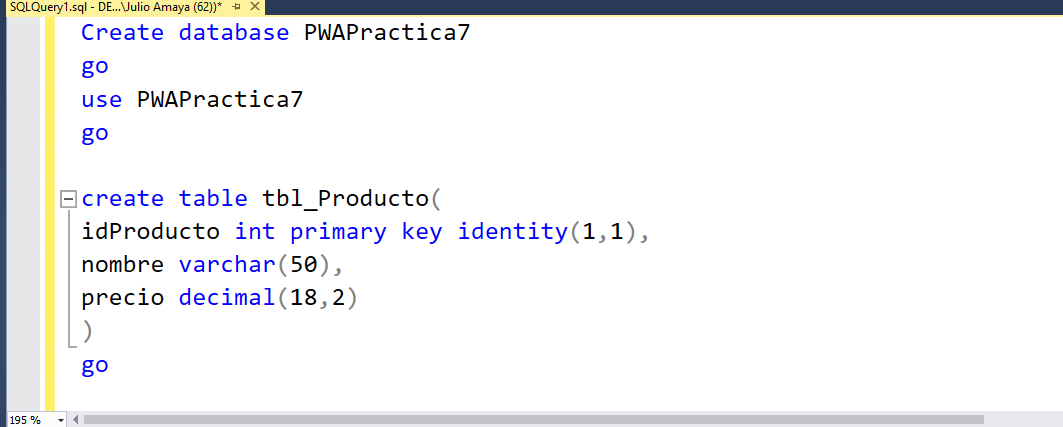 SQLQuery1.sql - DE...\Julio Amaya (62))*
Create database PWAPractica7
go
use PWAPractica7
go
create table tbl_Producto(
idProducto int primary key identity(1,1),
nombre varchar(50),
precio decimal(18,2)
)
go
195 %